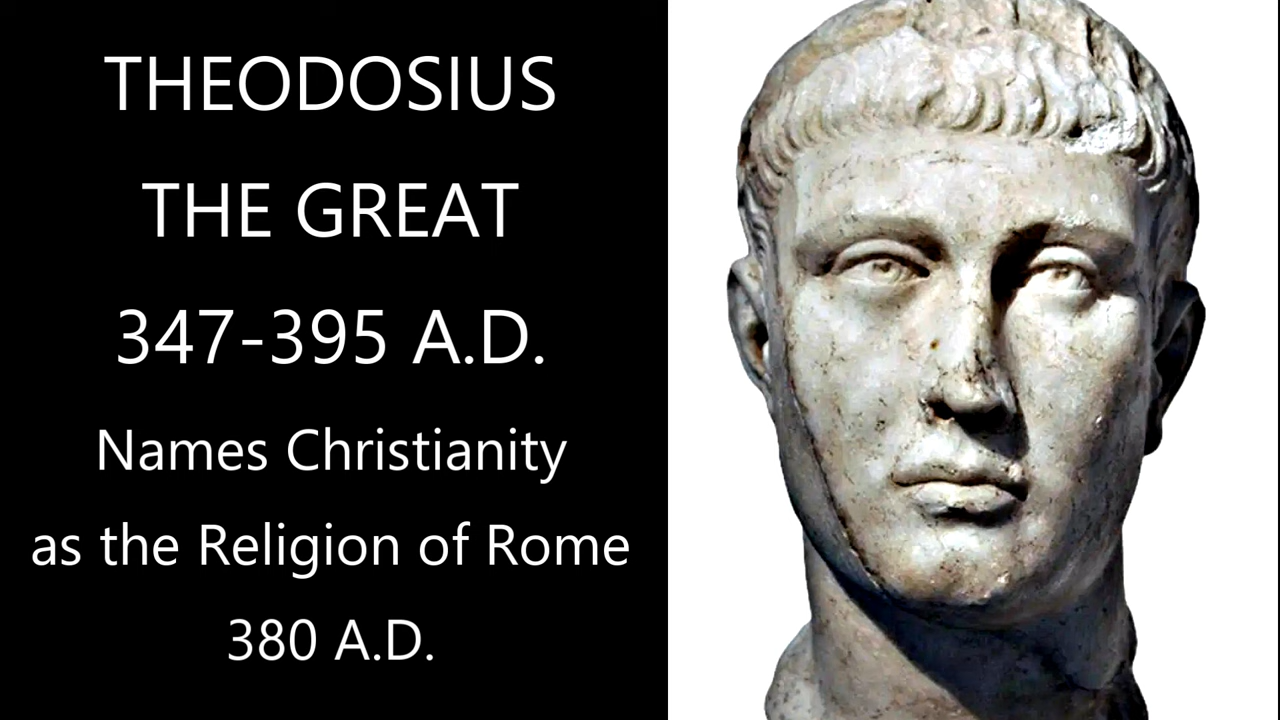 THEODOSIUS
THE GREAT
347-395 A.D.
Names Christianity
as the Religion of Rome
380 A.D.